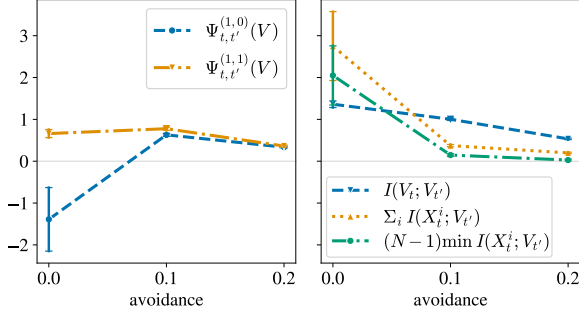 Ψ_{t,t′}^{(1,0)}(V)
Ψ_{t,t′}^{(1,1)}(V)
3
2
1
0
−1
−2
0.0 0.1 0.2
avoidance
I(V_t; V_{t′})
Σ_i I(X_t^i; V_{t′})
(N−1)min I(X_t^i; V_{t′})
0.0 0.1 0.2
avoidance